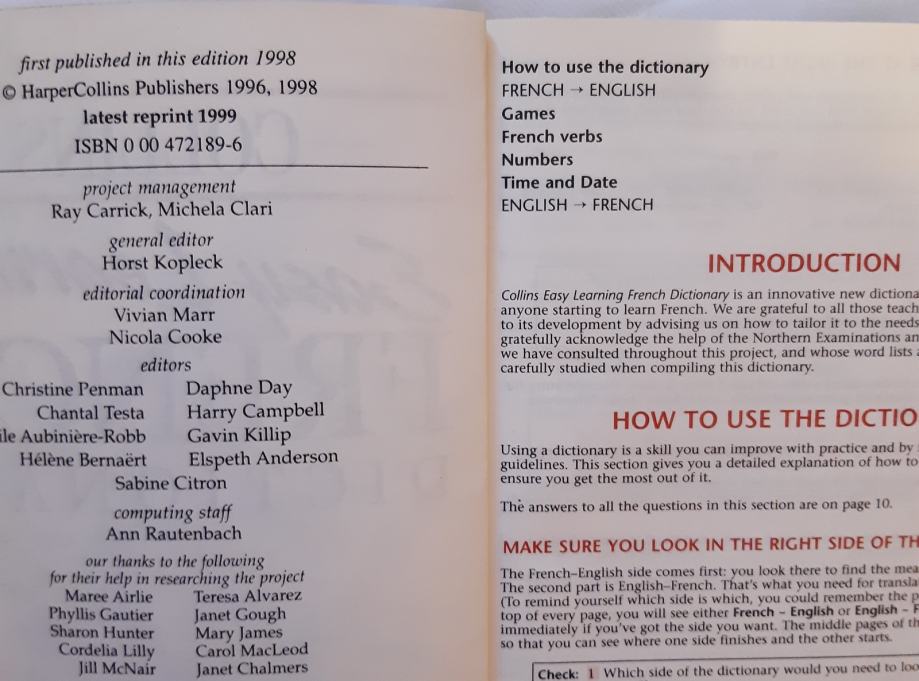 first published in this edition 1998
© HarperCollins Publishers 1996, 1998
latest reprint 1999
ISBN 0 00 472189-6
project management
Ray Carrick, Michela Clari
general editor
Horst Kopleck
editorial coordination
Vivian Marr
Nicola Cooke
editors
Christine Penman Daphne Day
Chantal Testa Harry Campbell
Aubinière-Robb Gavin Killip
Hélène Bernaërt Elspeth Anderson
Sabine Citron
computing staff
Ann Rautenbach
our thanks to the following
for their help in researching the project
Maree Airlie Teresa Alvarez
Phyllis Gautier Janet Gough
Sharon Hunter Mary James
Cordelia Lilly Carol MacLeod
Jill McNair Janet Chalmers
How to use the dictionary
FRENCH → ENGLISH
Games
French verbs
Numbers
Time and Date
ENGLISH → FRENCH
INTRODUCTION
Collins Easy Learning French Dictionary is an innovative new dictiona
anyone starting to learn French. We are grateful to all those teach
to its development by advising us on how to tailor it to the needs
gratefully acknowledge the help of the Northern Examinations an
we have consulted throughout this project, and whose word lists
carefully studied when compiling this dictionary.
HOW TO USE THE DICTIO
Using a dictionary is a skill you can improve with practice and by
guidelines. This section gives you a detailed explanation of how to
ensure you get the most out of it.
The answers to all the questions in this section are on page 10.
MAKE SURE YOU LOOK IN THE RIGHT SIDE OF TH
The French–English side comes first: you look there to find the mea
The second part is English–French. That's what you need for transla
(To remind yourself which side is which, you could remember the p
top of every page, you will see either French – English or English – F
immediately if you've got the side you want. The middle pages of th
so that you can see where one side finishes and the other starts.
Check: 1 Which side of the dictionary would you need to loo